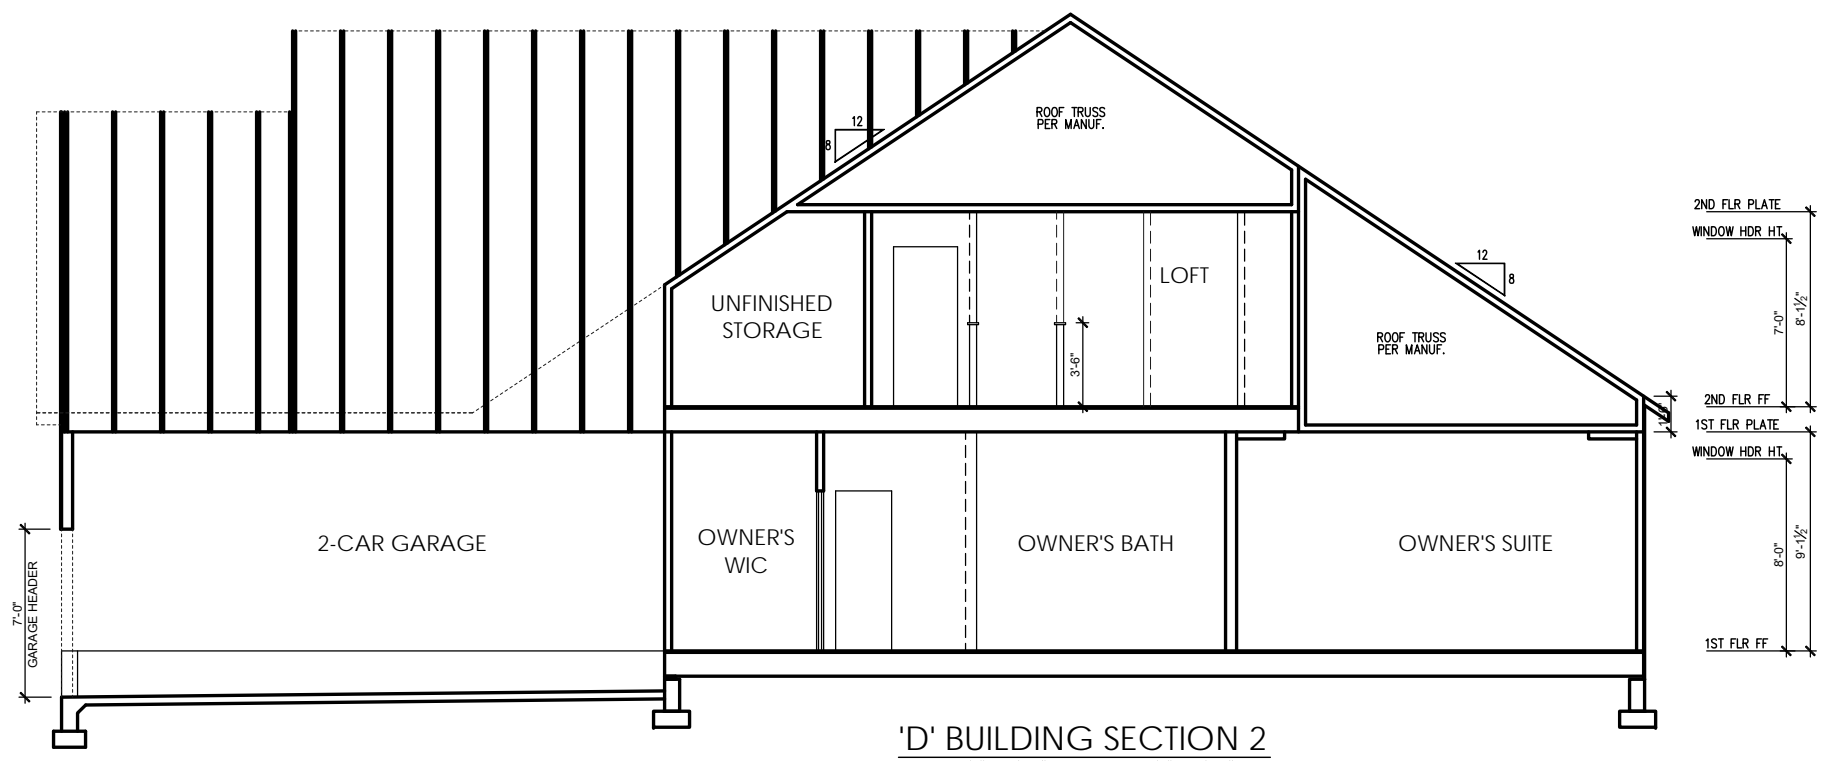 ROOF TRUSS
PER MANUF.
12
8
2ND FLR PLATE
WINDOW HDR HT.
12
8
LOFT
UNFINISHED
STORAGE
7'-0"
8'-1½"
ROOF TRUSS
PER MANUF.
3'-6"
2ND FLR FF
1ST FLR PLATE
WINDOW HDR HT.
2-CAR GARAGE
OWNER'S
WIC
OWNER'S BATH
OWNER'S SUITE
8'-0"
9'-1½"
7'-0"
GARAGE HEADER
1ST FLR FF
'D' BUILDING SECTION 2